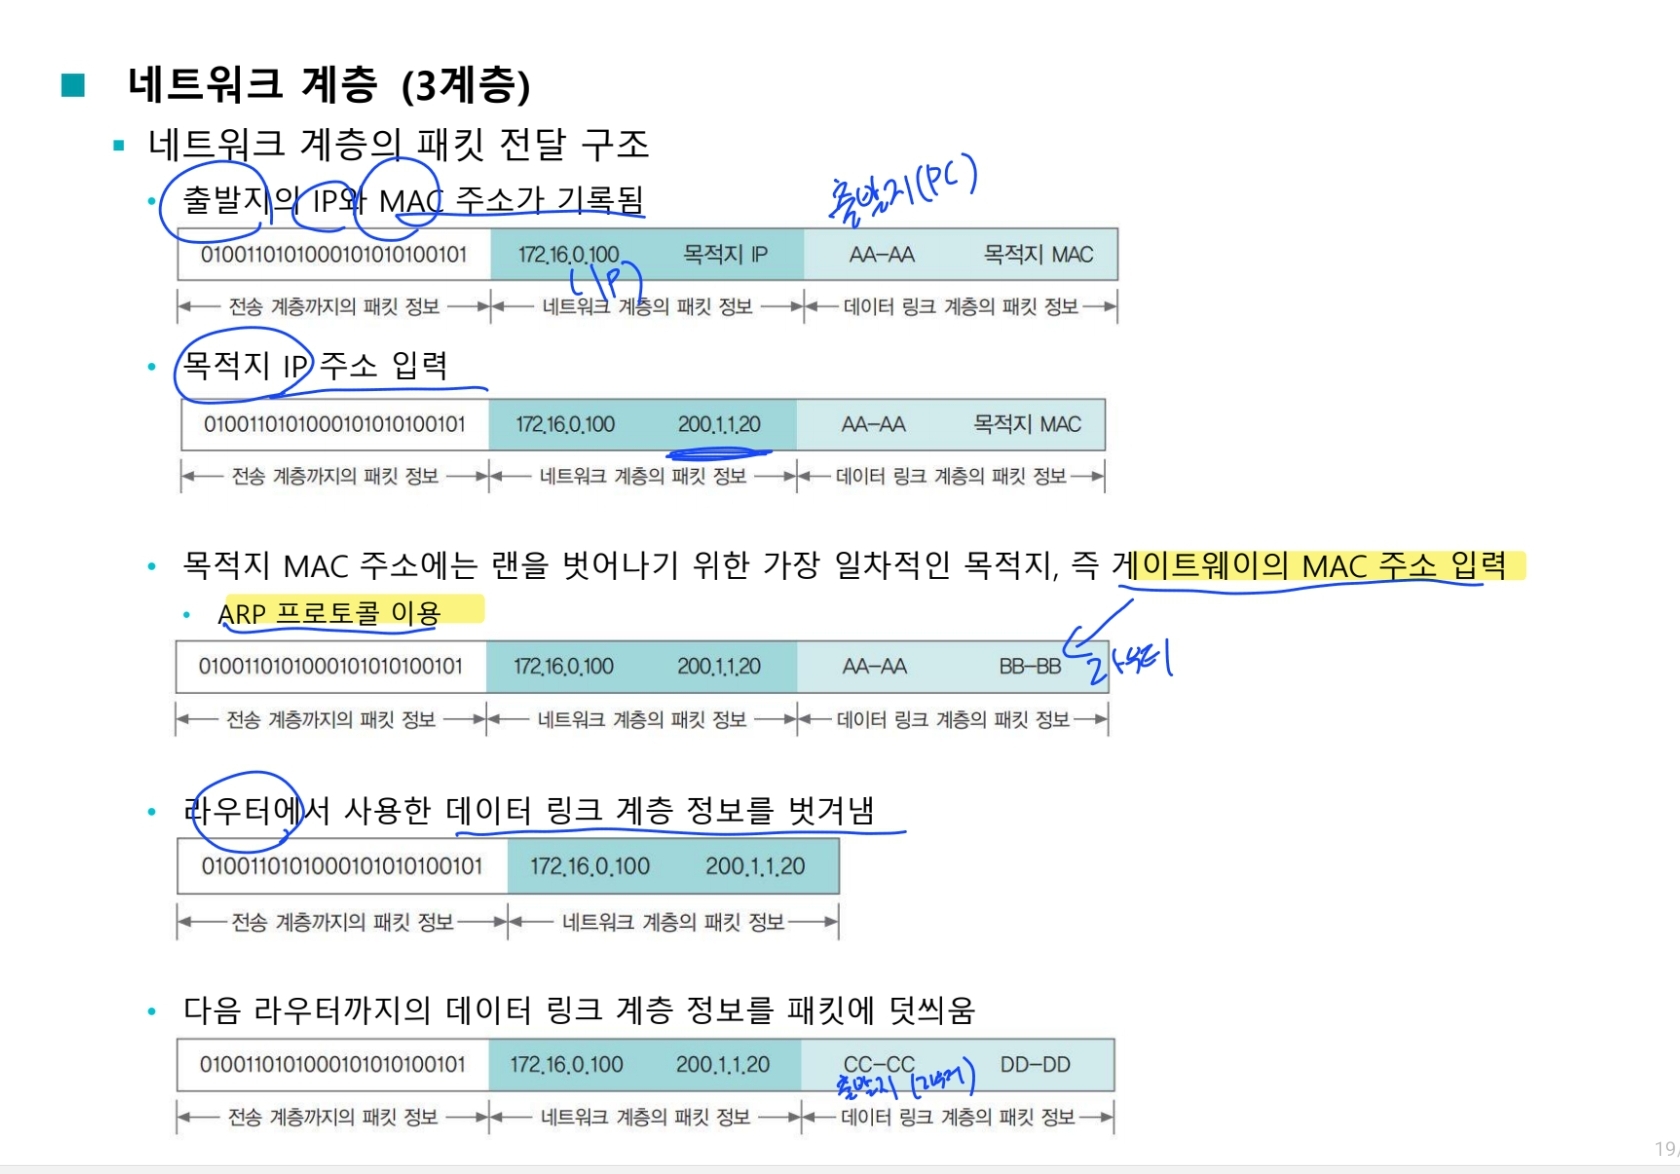 네트워크 계층 (3계층)
네트워크 계층의 패킷 전달 구조
출발지의 IP와 MAC 주소가 기록됨
출발지(PC)
0100110101000101010100101 172.16.0.100 목적지 IP AA-AA 목적지 MAC
(IP)
전송 계층까지의 패킷 정보 네트워크 계층의 패킷 정보 데이터 링크 계층의 패킷 정보
목적지 IP 주소 입력
0100110101000101010100101 172.16.0.100 200.1.1.20 AA-AA 목적지 MAC
전송 계층까지의 패킷 정보 네트워크 계층의 패킷 정보 데이터 링크 계층의 패킷 정보
목적지 MAC 주소에는 랜을 벗어나기 위한 가장 일차적인 목적지, 즉 게이트웨이의 MAC 주소 입력
ARP 프로토콜 이용
0100110101000101010100101 172.16.0.100 200.1.1.20 AA-AA BB-BB 라우터
전송 계층까지의 패킷 정보 네트워크 계층의 패킷 정보 데이터 링크 계층의 패킷 정보
라우터에서 사용한 데이터 링크 계층 정보를 벗겨냄
0100110101000101010100101 172.16.0.100 200.1.1.20
전송 계층까지의 패킷 정보 네트워크 계층의 패킷 정보
다음 라우터까지의 데이터 링크 계층 정보를 패킷에 덧씌움
0100110101000101010100101 172.16.0.100 200.1.1.20 CC-CC DD-DD
출발지 (라우터)
전송 계층까지의 패킷 정보 네트워크 계층의 패킷 정보 데이터 링크 계층의 패킷 정보
19